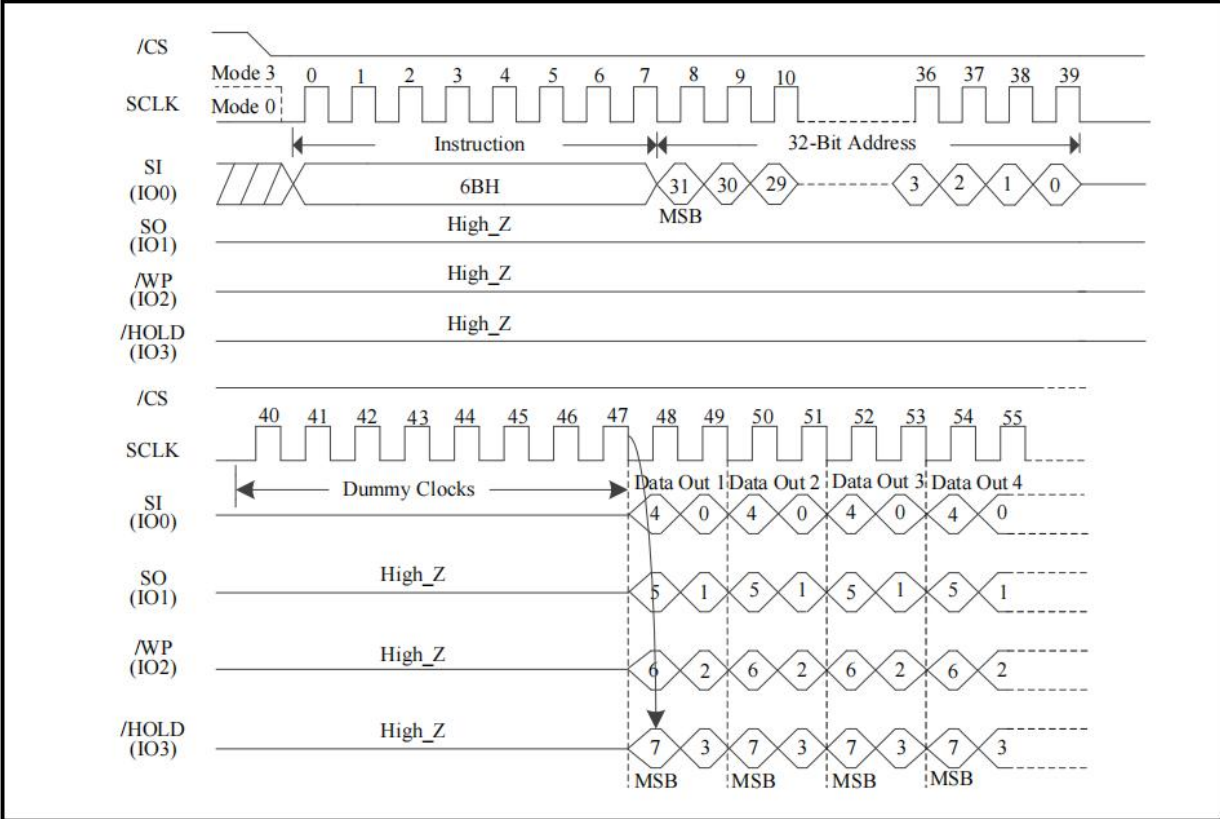 /CS
Mode 3 0 1 2 3 4 5 6 7 8 9 10 36 37 38 39
SCLK Mode 0
Instruction 32-Bit Address
SI
(IO0) 6BH 31 30 29 3 2 1 0
MSB
SO High_Z
(IO1)
/WP High_Z
(IO2)
/HOLD High_Z
(IO3)
/CS
40 41 42 43 44 45 46 47 48 49 50 51 52 53 54 55
SCLK
Dummy Clocks Data Out 1 Data Out 2 Data Out 3 Data Out 4
SI
(IO0) 4 0 4 0 4 0 4 0
SO High_Z
(IO1) 5 1 5 1 5 1 5 1
/WP High_Z
(IO2) 6 2 6 2 6 2 6 2
/HOLD High_Z
(IO3) 7 3 7 3 7 3 7 3
MSB MSB MSB MSB